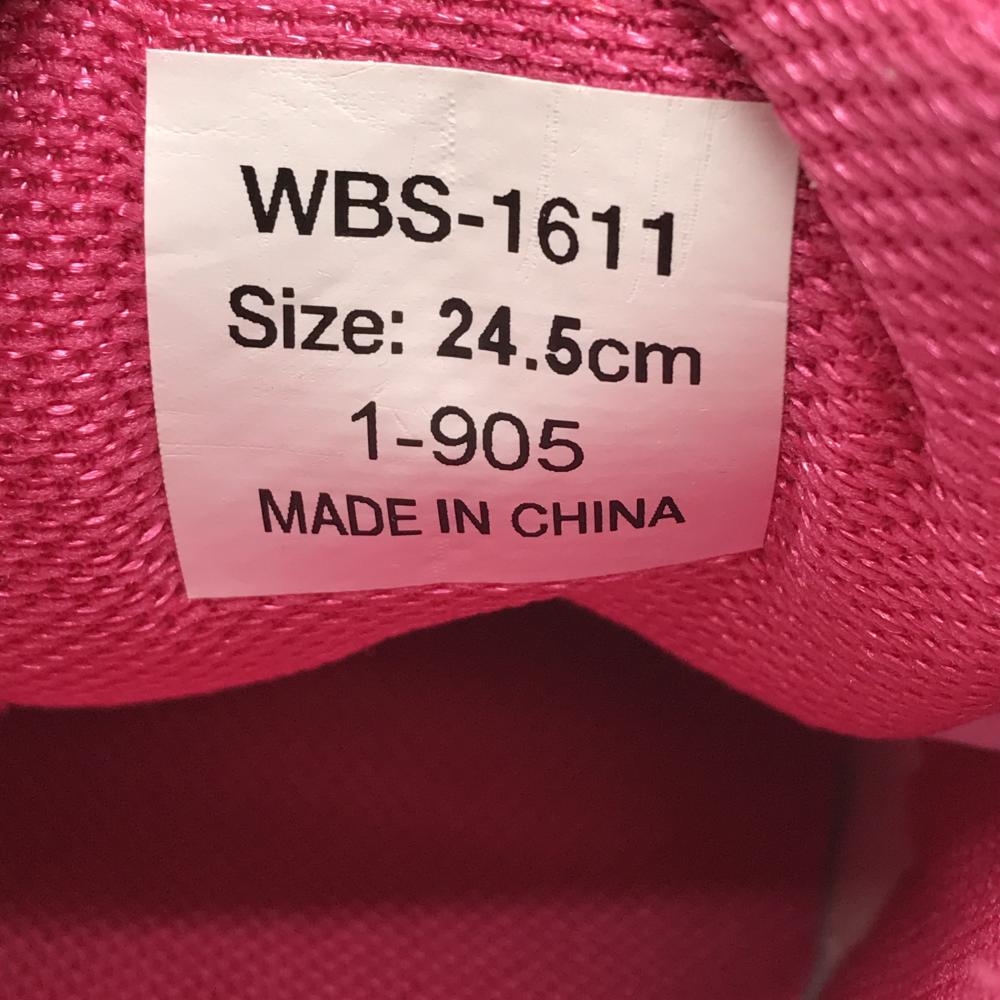 WBS-1611
Size: 24.5cm
1-905
MADE IN CHINA